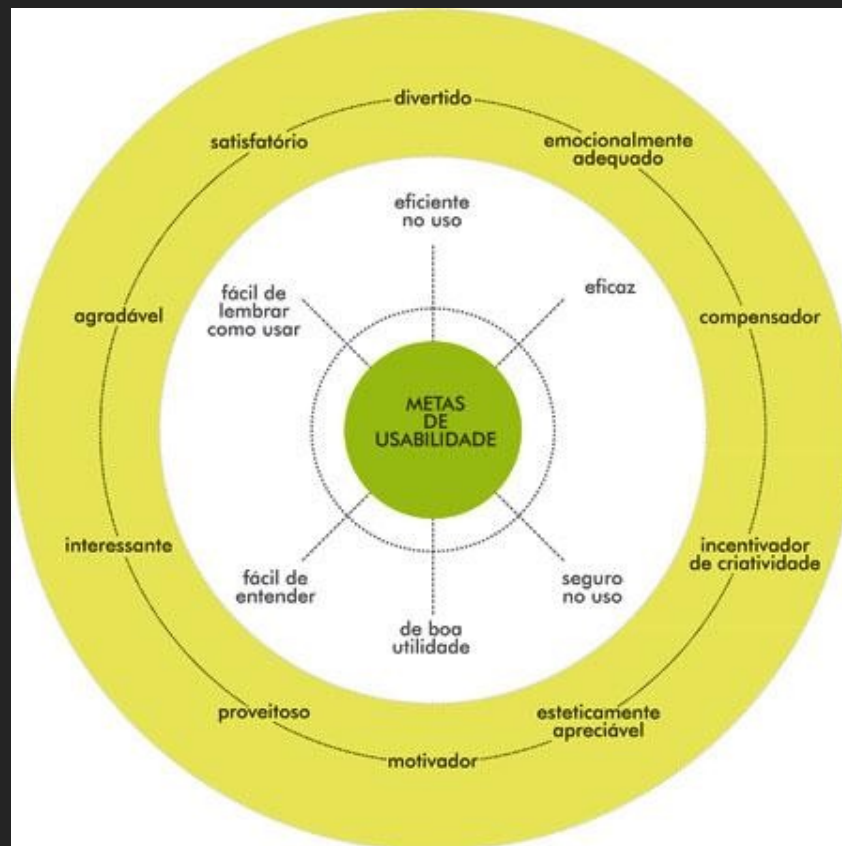 divertido
satisfatório
emocionalmente
adequado
eficiente
no uso
fácil de
lembrar
como usar
eficaz
agradável
compensador
METAS
DE
USABILIDADE
interessante
incentivador
de criatividade
fácil de
entender
seguro
no uso
de boa
utilidade
proveitoso
esteticamente
apreciável
motivador